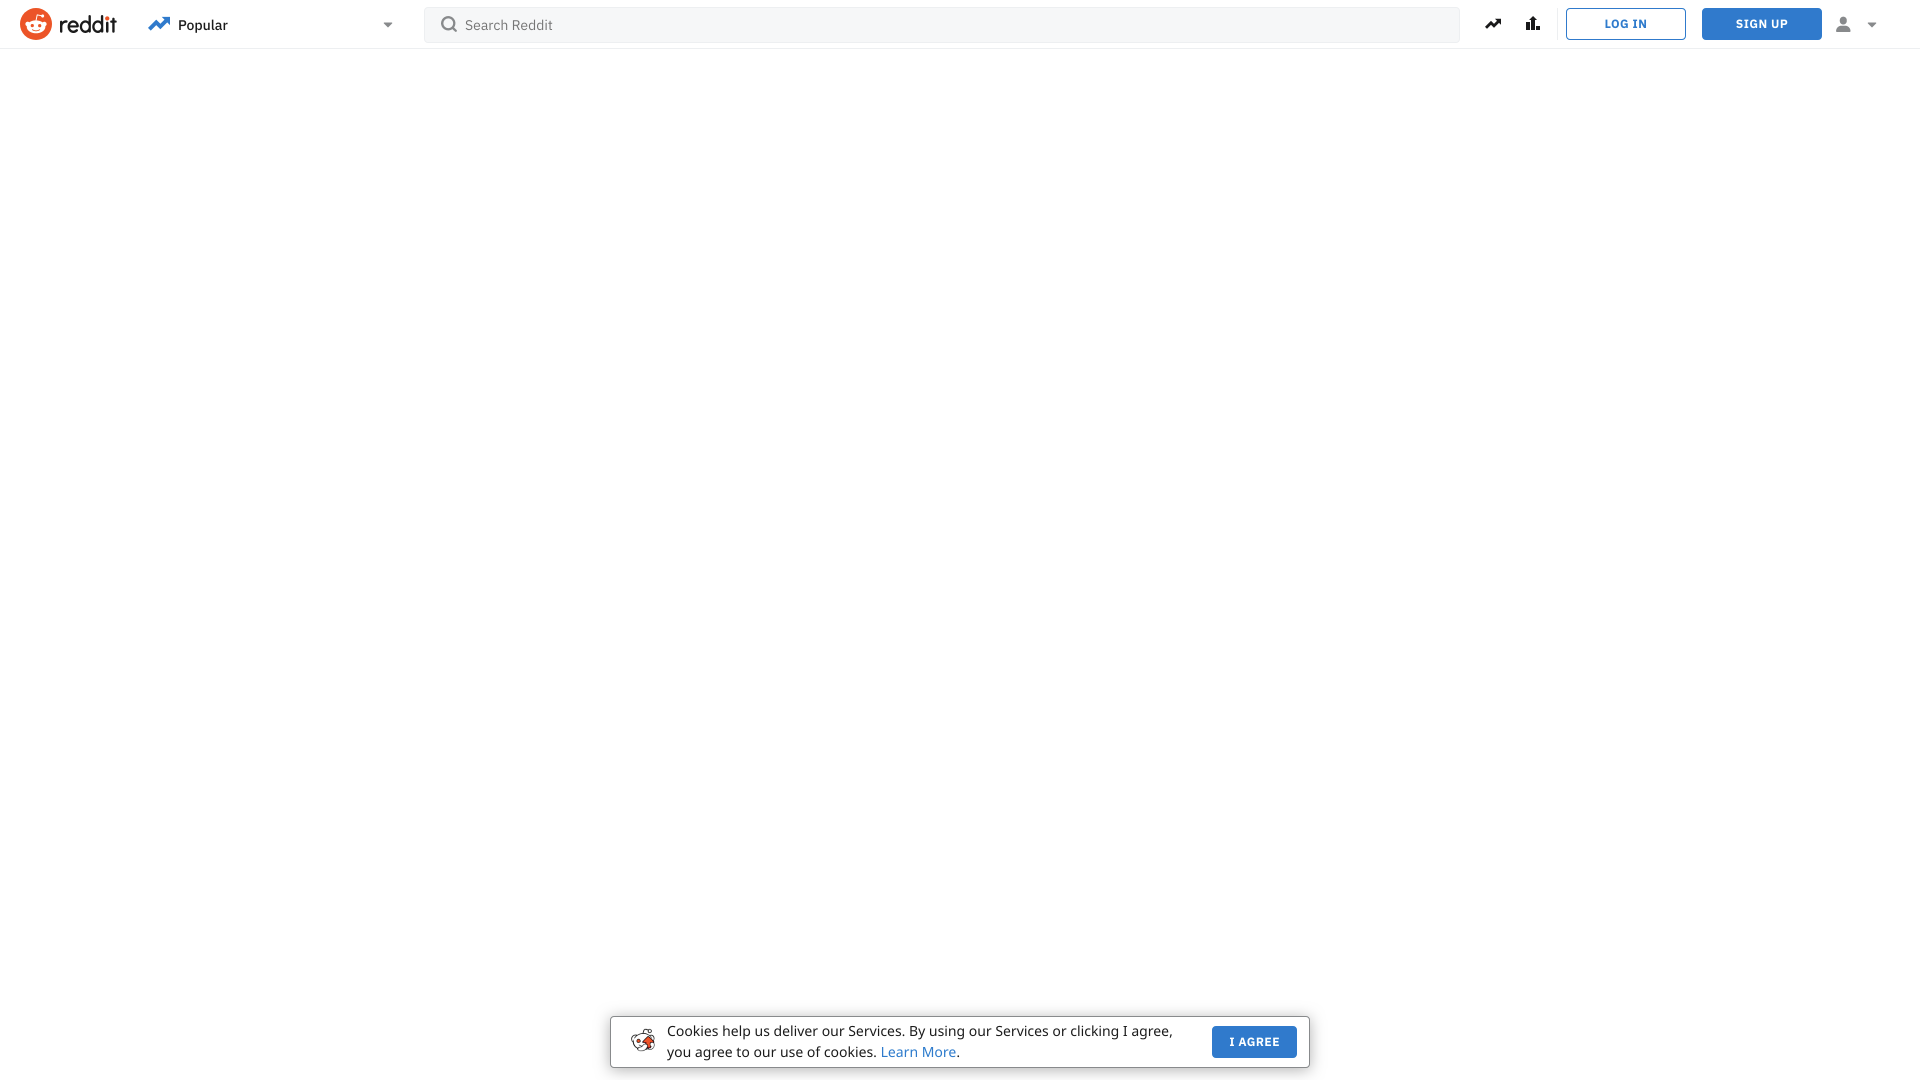 reddit
Popular
Search Reddit
LOG IN
SIGN UP
Cookies help us deliver our Services. By using our Services or clicking I agree,
you agree to our use of cookies. Learn More.
I AGREE